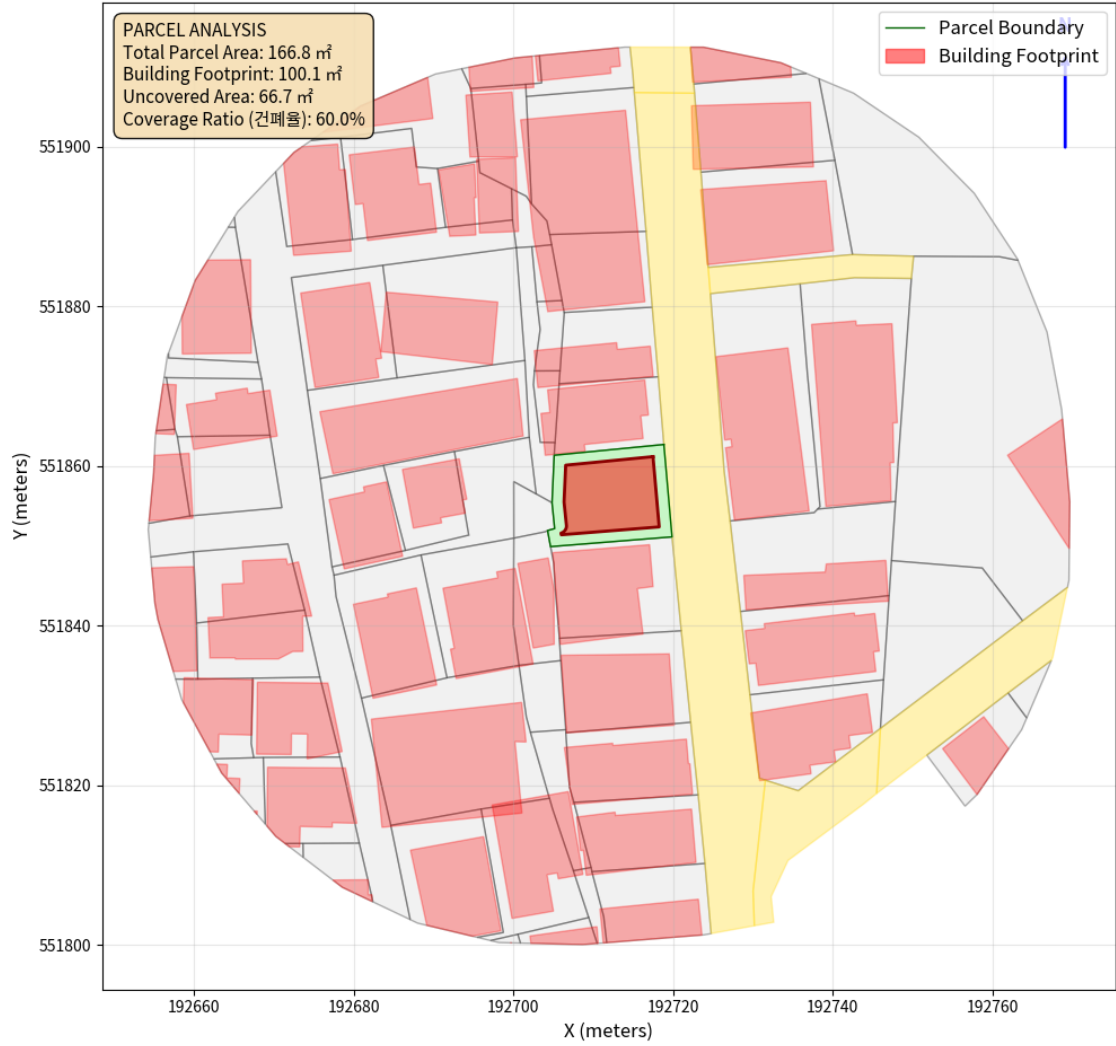 PARCEL ANALYSIS
Total Parcel Area: 166.8 ㎡
Building Footprint: 100.1 ㎡
Uncovered Area: 66.7 ㎡
Coverage Ratio (건폐율): 60.0%
Parcel Boundary
Building Footprint
N
551900
551880
551860
551840
551820
551800
Y (meters)
192660
192680
192700
192720
192740
192760
X (meters)